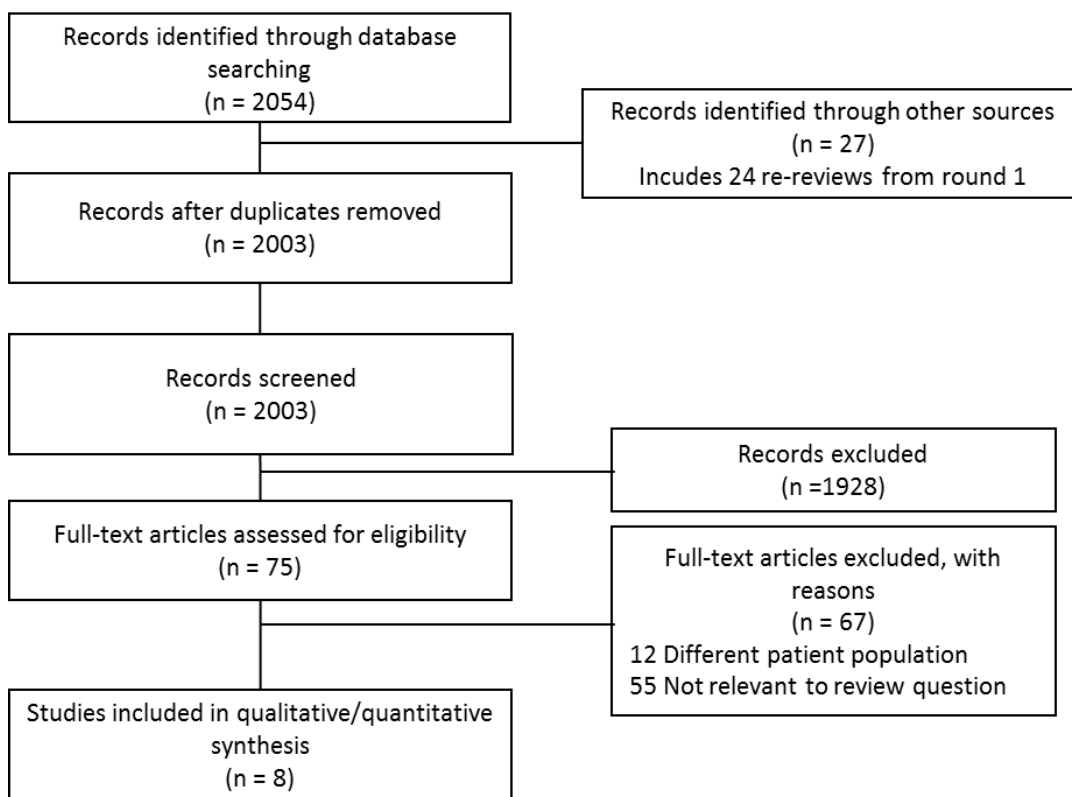 Records identified through database
searching
(n = 2054)
Records identified through other sources
(n = 27)
Incudes 24 re-reviews from round 1
Records after duplicates removed
(n = 2003)
Records screened
(n = 2003)
Records excluded
(n =1928)
Full-text articles assessed for eligibility
(n = 75)
Full-text articles excluded, with
reasons
(n = 67)
12 Different patient population
55 Not relevant to review question
Studies included in qualitative/quantitative
synthesis
(n = 8)